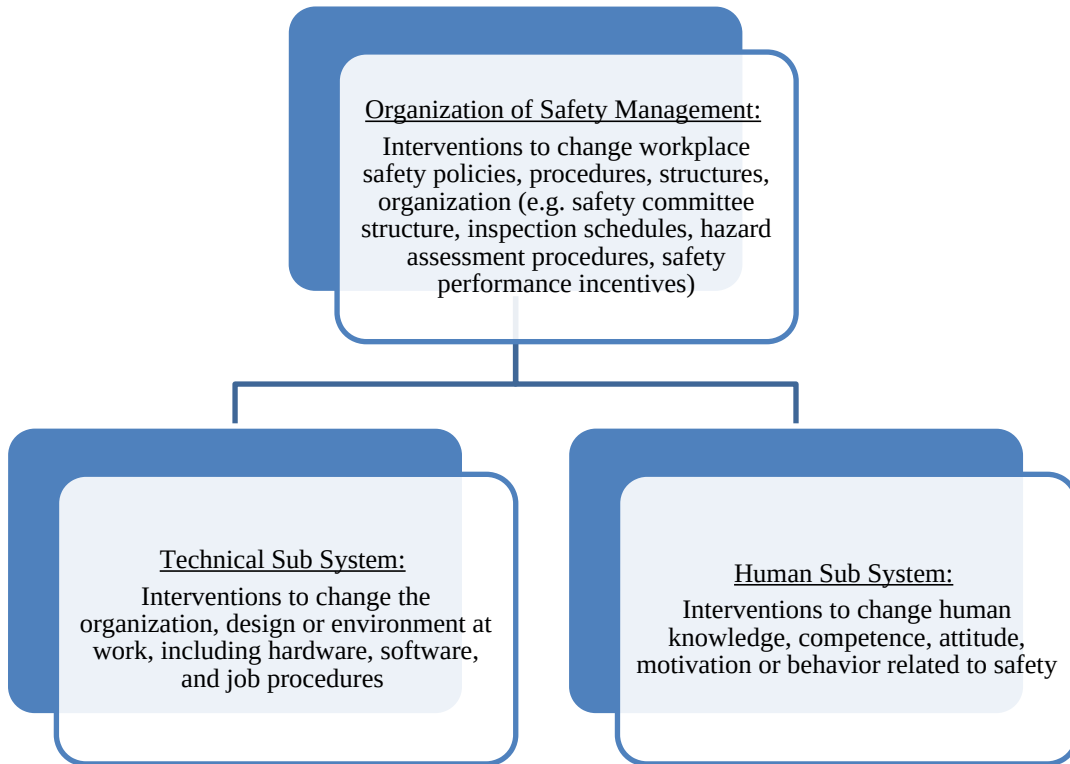 Organization of Safety Management:
Interventions to change workplace
safety policies, procedures, structures,
organization (e.g. safety committee
structure, inspection schedules, hazard
assessment procedures, safety
performance incentives)
Technical Sub System:
Interventions to change the
organization, design or environment at
work, including hardware, software,
and job procedures
Human Sub System:
Interventions to change human
knowledge, competence, attitude,
motivation or behavior related to safety